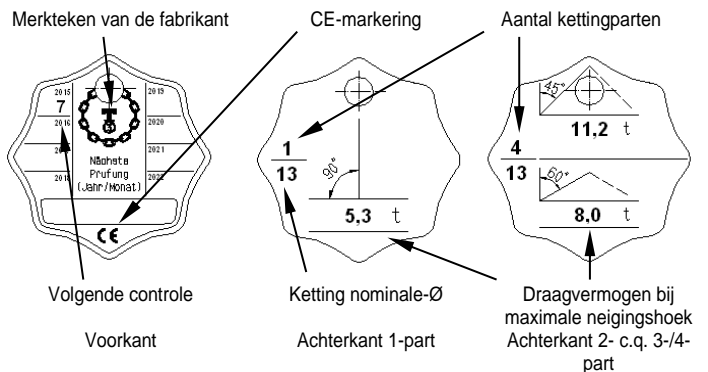 Merkteken van de fabrikant
CE-markering
Aantal kettingparten
2015
7
2016
2018
2019
2020
2021
Nächste
Prüfung
(Jahr/Monat)
CE
1
13
90°
5,3 t
45°
11,2 t
4
13
60°
8,0 t
Volgende controle
Ketting nominale-Ø
Draagvermogen bij
maximale neigingshoek
Voorkant
Achterkant 1-part
Achterkant 2- c.q. 3-/4-
part